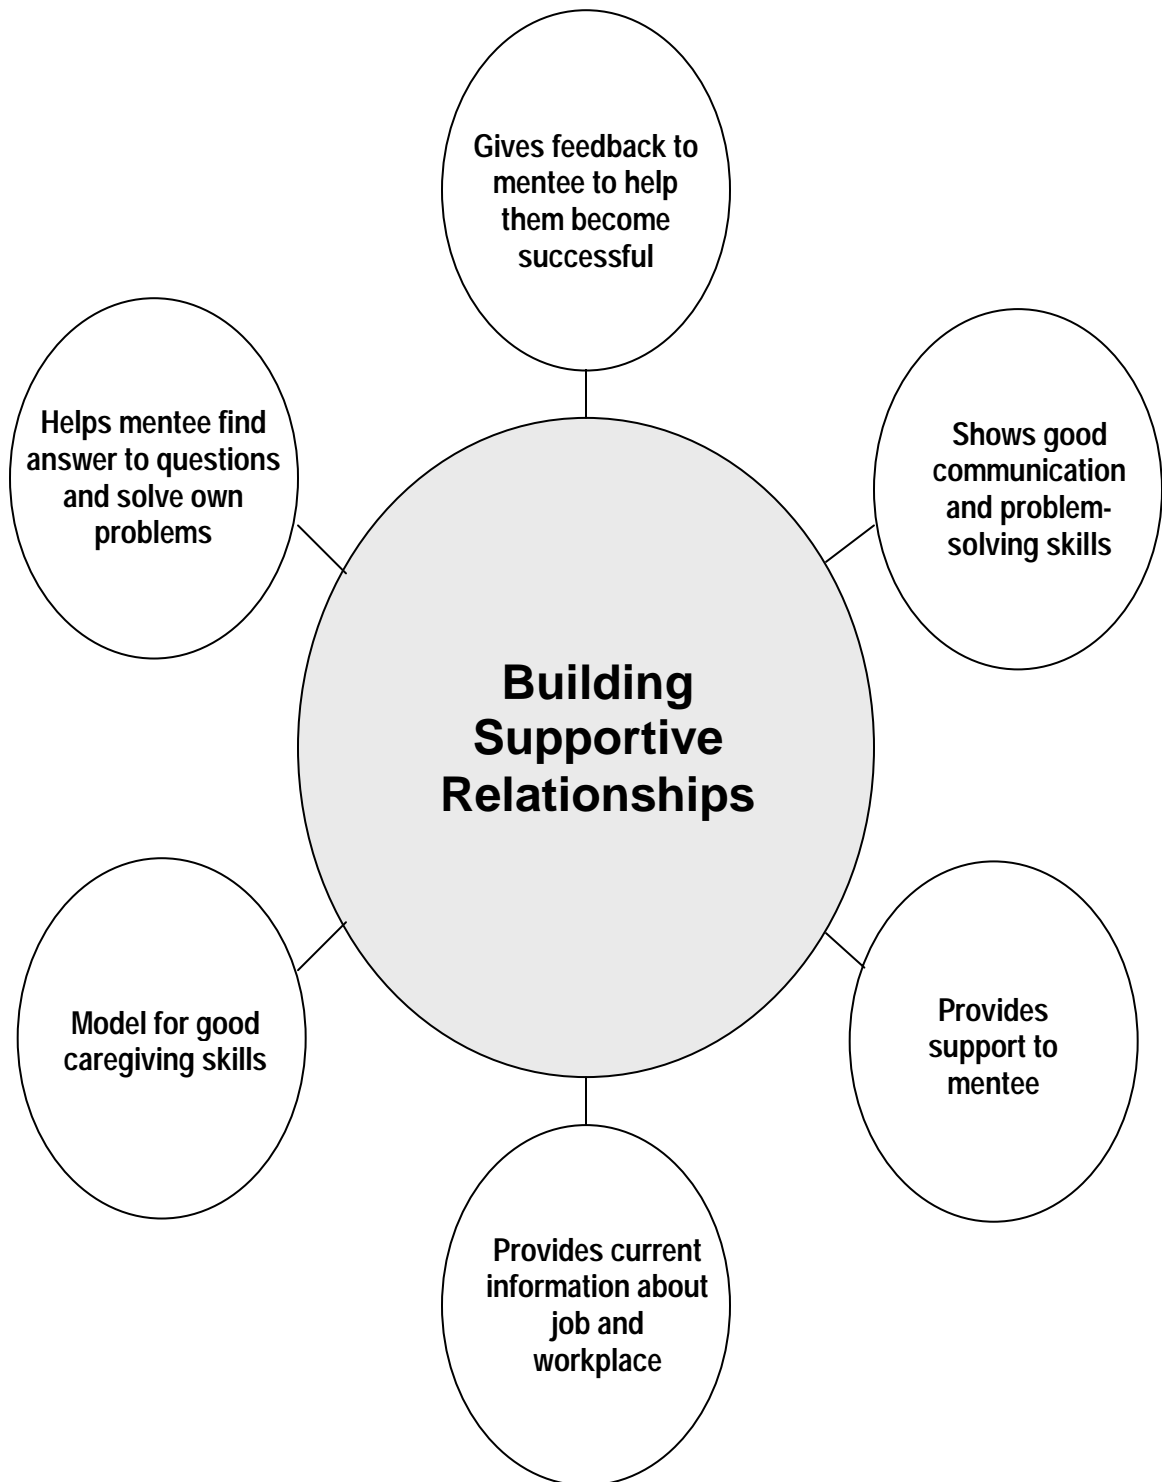 Gives feedback to
mentee to help
them become
successful
Helps mentee find
answer to questions
and solve own
problems
Shows good
communication
and problem-
solving skills
Building
Supportive
Relationships
Model for good
caregiving skills
Provides
support to
mentee
Provides current
information about
job and
workplace